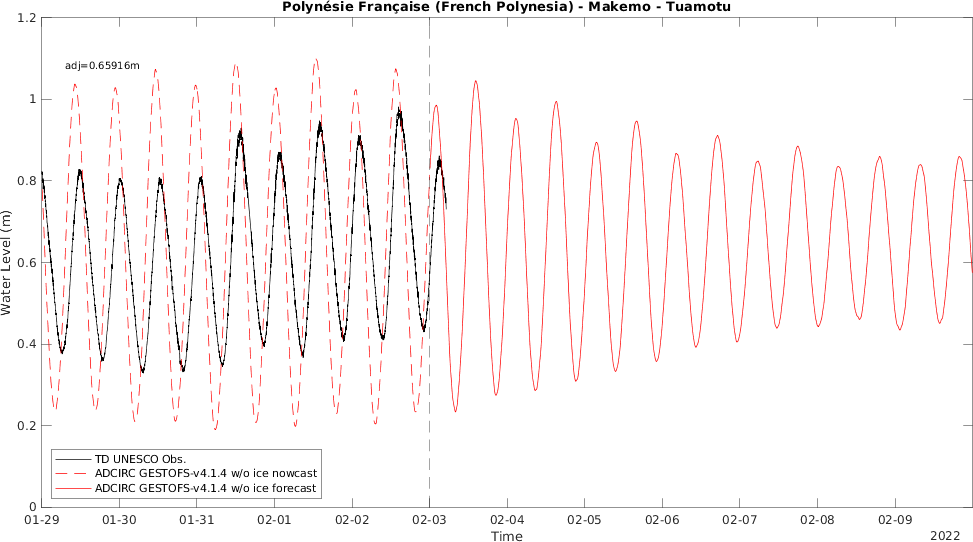 Polynésie Française (French Polynesia) - Makemo - Tuamotu
1.2
adj=0.65916m
1
0.8
0.6
Water Level (m)
0.4
0.2
TD UNESCO Obs.
ADCIRC GESTOFS-v4.1.4 w/o ice nowcast
ADCIRC GESTOFS-v4.1.4 w/o ice forecast
0
01-29 01-30 01-31 02-01 02-02 02-03 02-04 02-05 02-06 02-07 02-08 02-09
Time
2022